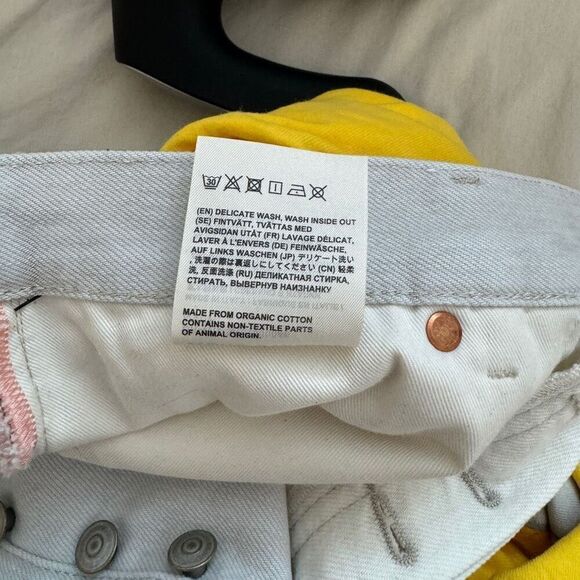 30
(EN) DELICATE WASH, WASH INSIDE OUT
(SE) FINTVÄTT, TVÄTTAS MED
AVIGSIDAN UTÅT (FR) LAVAGE DÉLICAT,
LAVER À L'ENVERS (DE) FEINWÄSCHE,
AUF LINKS WASCHEN (JP) デリケート洗い
, 洗濯の際は裏返しにしてください (CN) 轻柔
洗, 反面洗涤 (RU) ДЕЛИКАТНАЯ СТИРКА,
СТИРАТЬ, ВЫВЕРНУВ НАИЗНАНКУ
MADE FROM ORGANIC COTTON
CONTAINS NON-TEXTILE PARTS
OF ANIMAL ORIGIN.